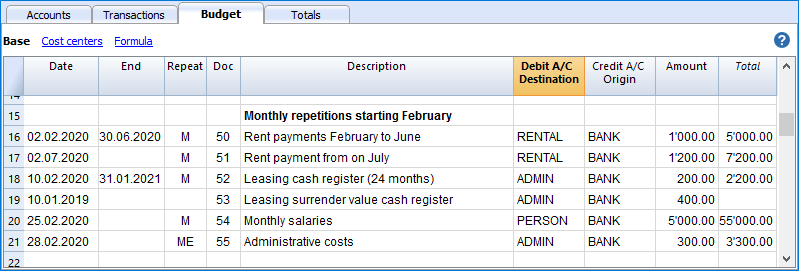 Accounts Transactions Budget Totals
Base Cost centers Formula ?
Date End Repeat Doc Description Debit A/C Destination Credit A/C Origin Amount Total
15 Monthly repetitions starting February
16 02.02.2020 30.06.2020 M 50 Rent payments February to June RENTAL BANK 1'000.00 5'000.00
17 02.07.2020 M 51 Rent payment from on July RENTAL BANK 1'200.00 7'200.00
18 10.02.2020 31.01.2021 M 52 Leasing cash register (24 months) ADMIN BANK 200.00 2'200.00
19 10.01.2019 53 Leasing surrender value cash register ADMIN BANK 400.00
20 25.02.2020 M 54 Monthly salaries PERSON BANK 5'000.00 55'000.00
21 28.02.2020 ME 55 Administrative costs ADMIN BANK 300.00 3'300.00
22